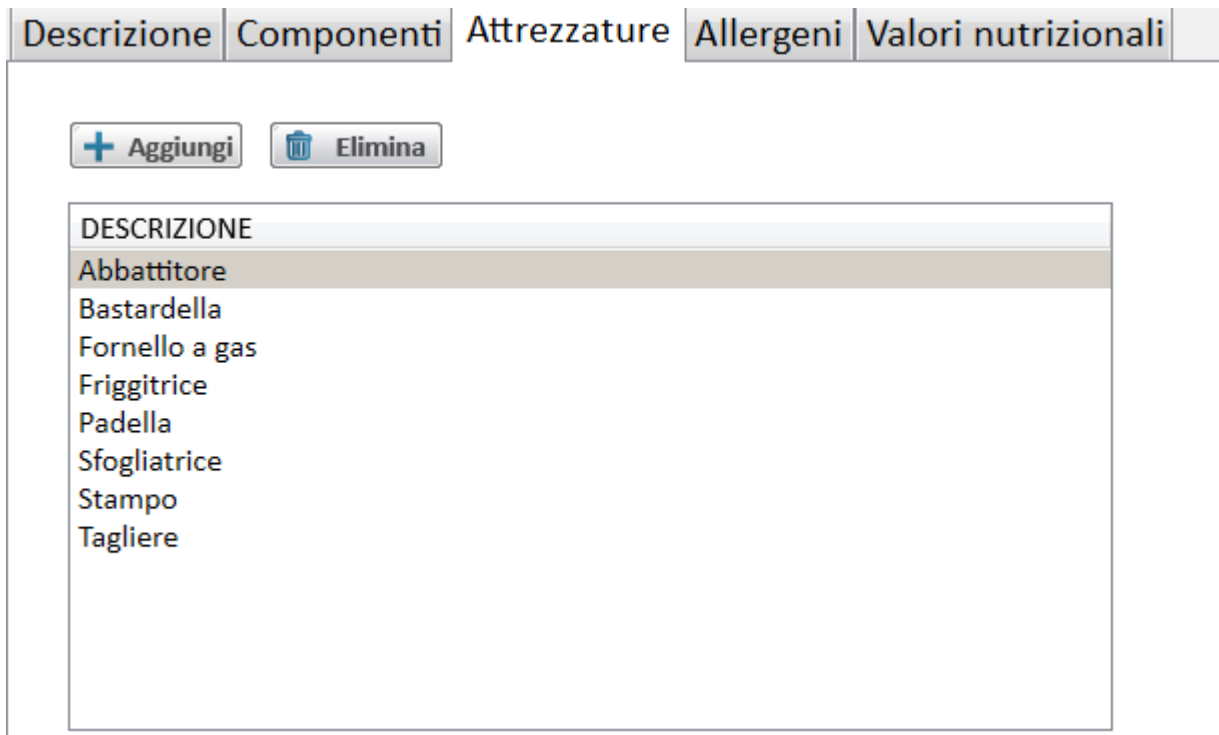 Descrizione Componenti Attrezzature Allergeni Valori nutrizionali
Aggiungi Elimina
DESCRIZIONE
Abbattitore
Bastardella
Fornello a gas
Friggitrice
Padella
Sfogliatrice
Stampo
Tagliere